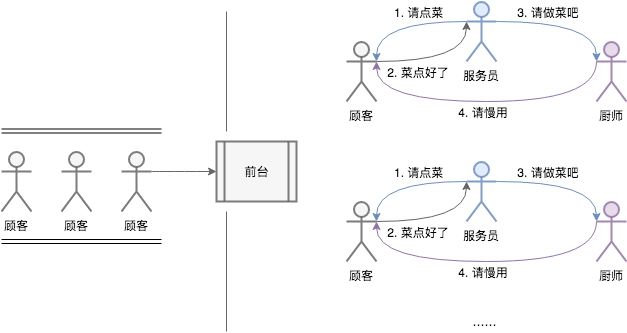 1. 请点菜
3. 请做菜吧
2. 菜点好了
服务员
顾客
4. 请慢用
厨师
顾客
顾客
顾客
前台
1. 请点菜
3. 请做菜吧
2. 菜点好了
服务员
顾客
4. 请慢用
厨师
......